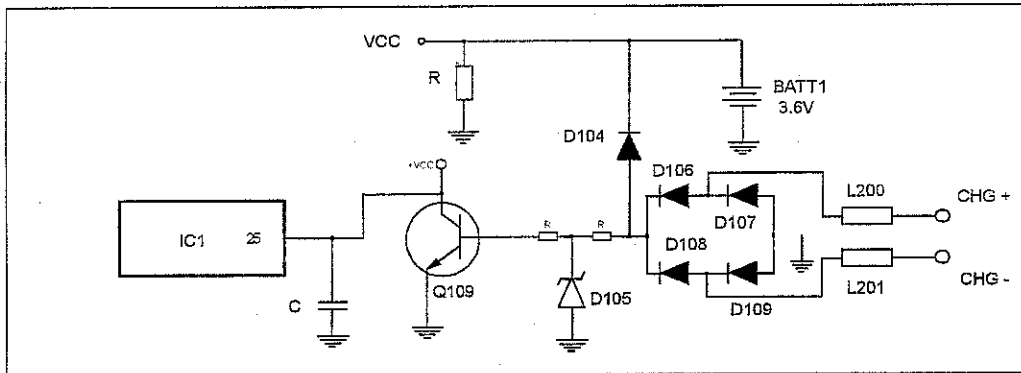 VCC
R
BATT1
3.6V
D104
+VCC
D106
L200
CHG +
D107
IC1 25
R
R
D108
C
Q109
D105
D109
L201
CHG -